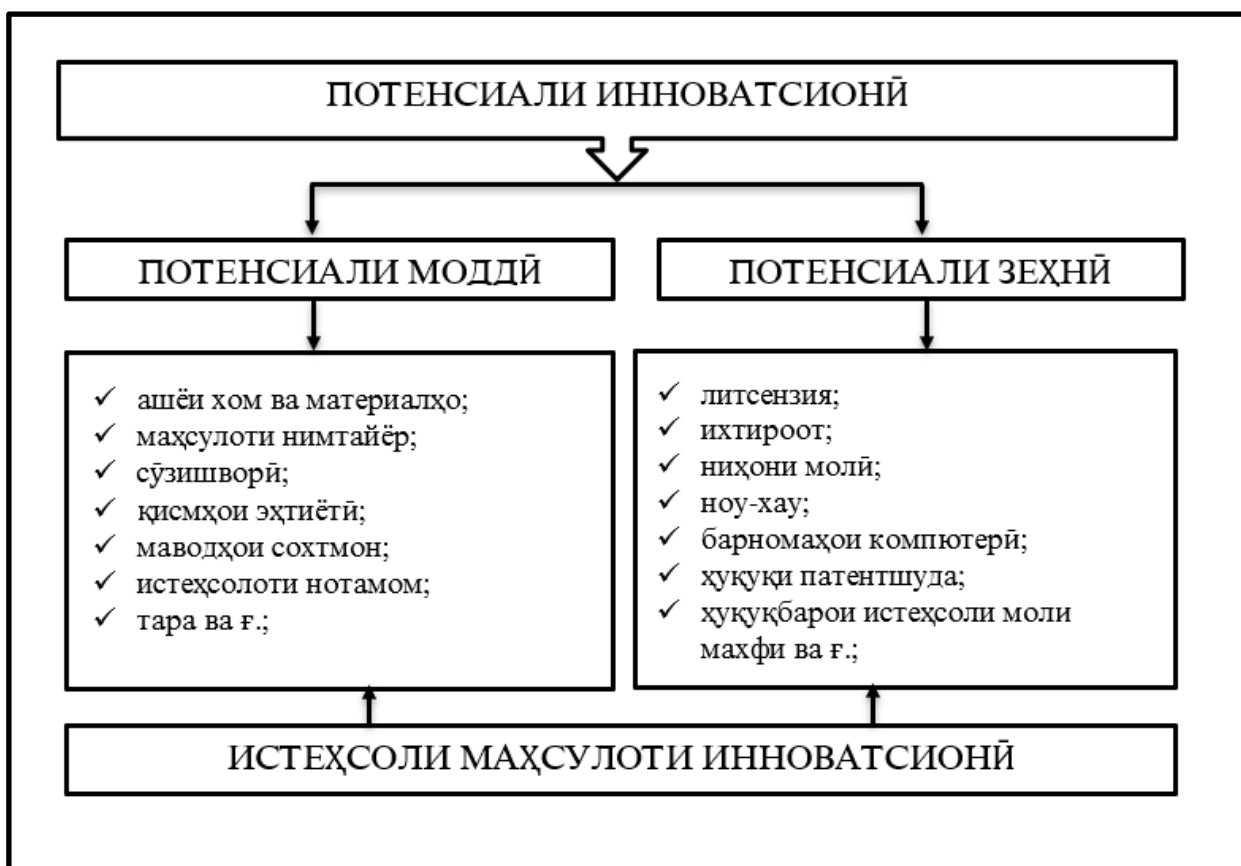 ПОТЕНСИАЛИ ИННОВАТСИОНӢ
ПОТЕНСИАЛИ МОДДӢ
ПОТЕНСИАЛИ ЗЕҲНӢ
ашёи хом ва материалҳо;
маҳсулоти нимтайёр;
сӯзишворӣ;
қисмҳои эҳтиётӣ;
маводҳои сохтмон;
истеҳсолоти нотамом;
тара ва ғ.;
литсензия;
ихтироот;
ниҳони молӣ;
ноу-хау;
барномаҳои компютерӣ;
ҳуқуқи патентшуда;
ҳуқуқбарои истеҳсоли моли
махфи ва ғ.;
ИСТЕҲСОЛИ МАҲСУЛОТИ ИННОВАТСИОНӢ